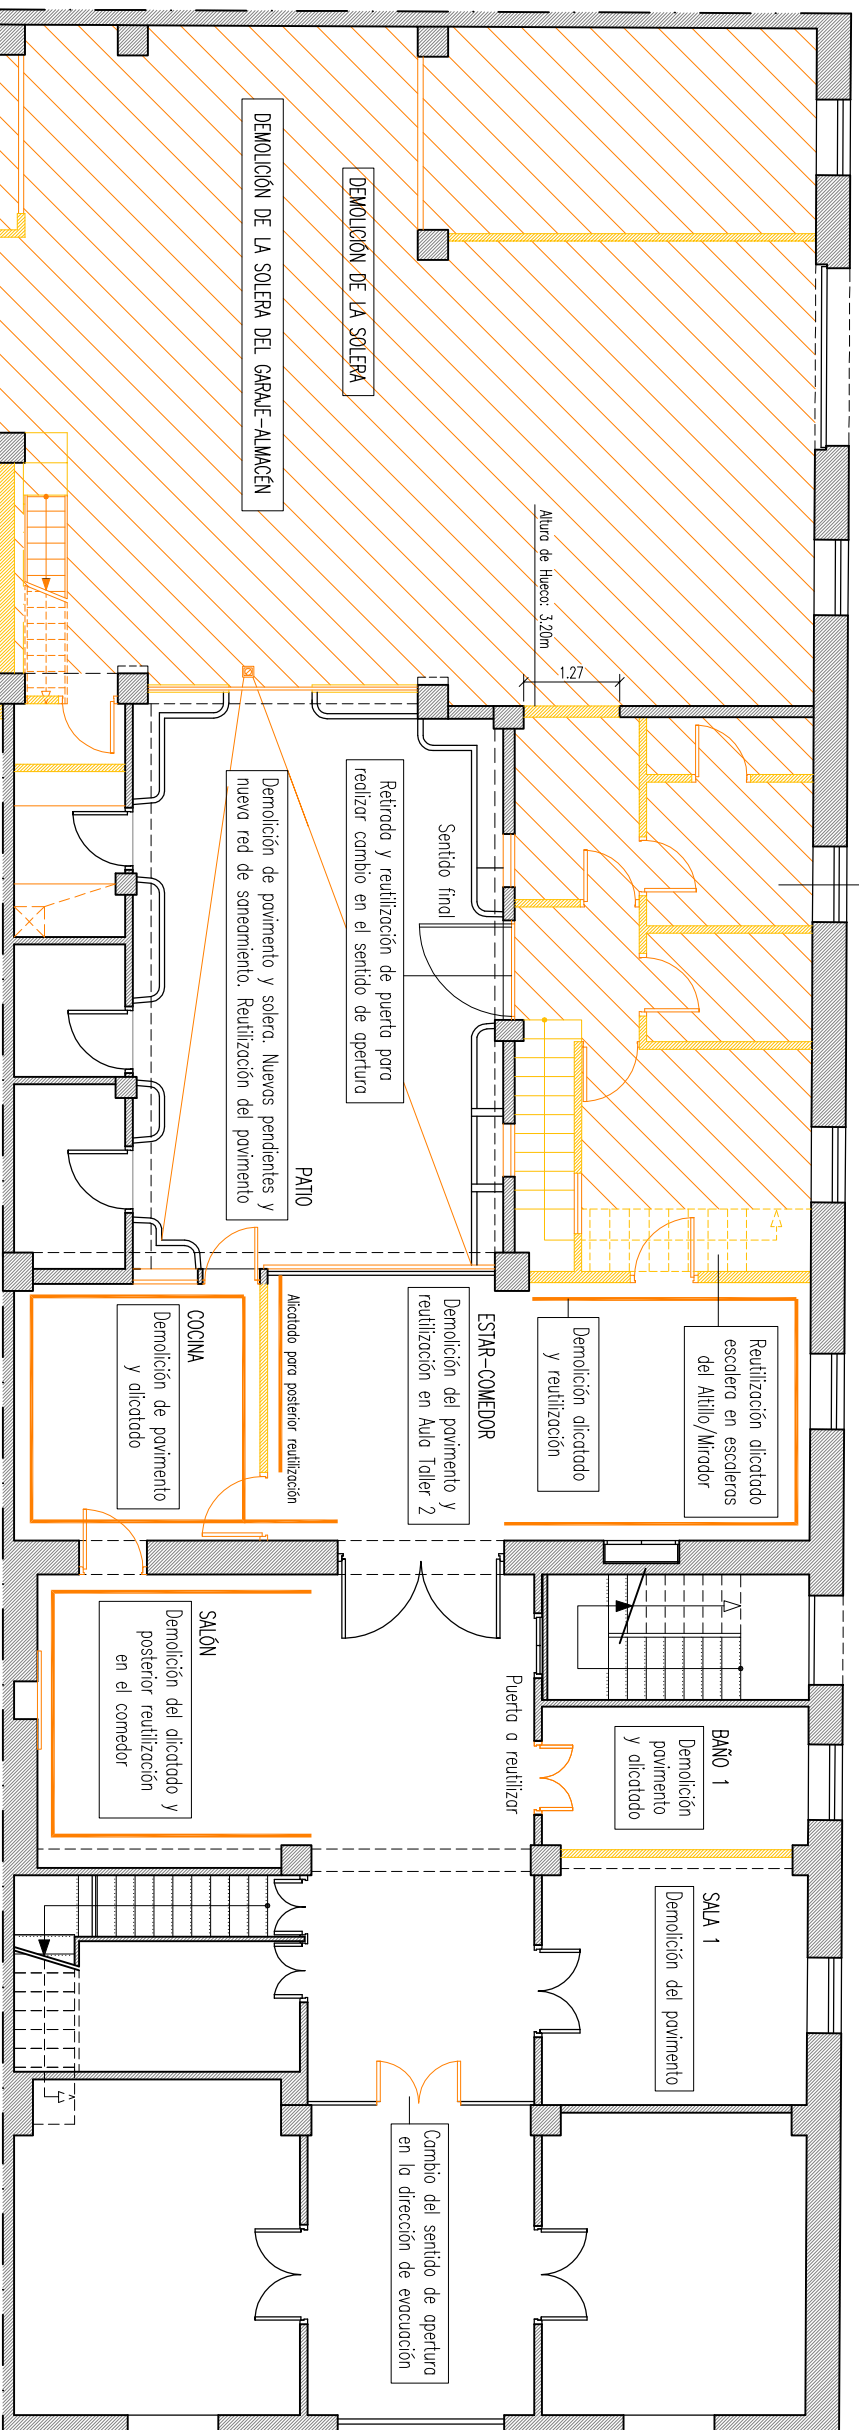 DEMOLICIÓN DE LA SOLERA
DEMOLICIÓN DE LA SOLERA DEL GARAJE-ALMACÉN
Altura de Hueco: 3.20m
1.27
Sentido final
Retirada y reutilización de puerta para
realizar cambio en el sentido de apertura
Demolición de pavimento y solera. Nuevas pendientes y
nueva red de saneamiento. Reutilización del pavimento
PATIO
Reutilización alicatado
escalera en escaleras
del Altillo/Mirador
Demolición alicatado
y reutilización
ESTAR-COMEDOR
Demolición del pavimento y
reutilización en Aula Taller 2
Alicatado para posterior reutilización
COCINA
Demolición de pavimento
y alicatado
SALÓN
Demolición del alicatado y
posterior reutilización
en el comedor
Puerta a reutilizar
BAÑO 1
Demolición
pavimento
y alicatado
SALA 1
Demolición del pavimento
Cambio del sentido de apertura
en la dirección de evacuación